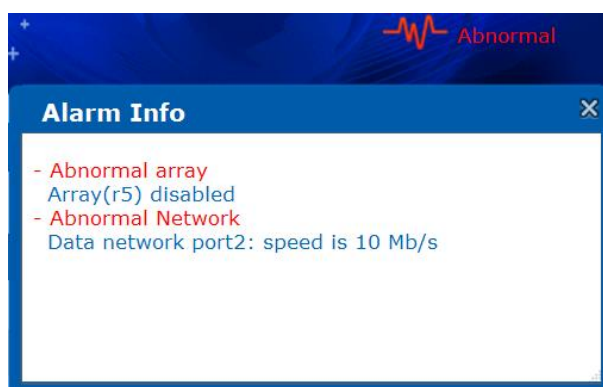 Abnormal
Alarm Info
- Abnormal array
Array(r5) disabled
- Abnormal Network
Data network port2: speed is 10 Mb/s